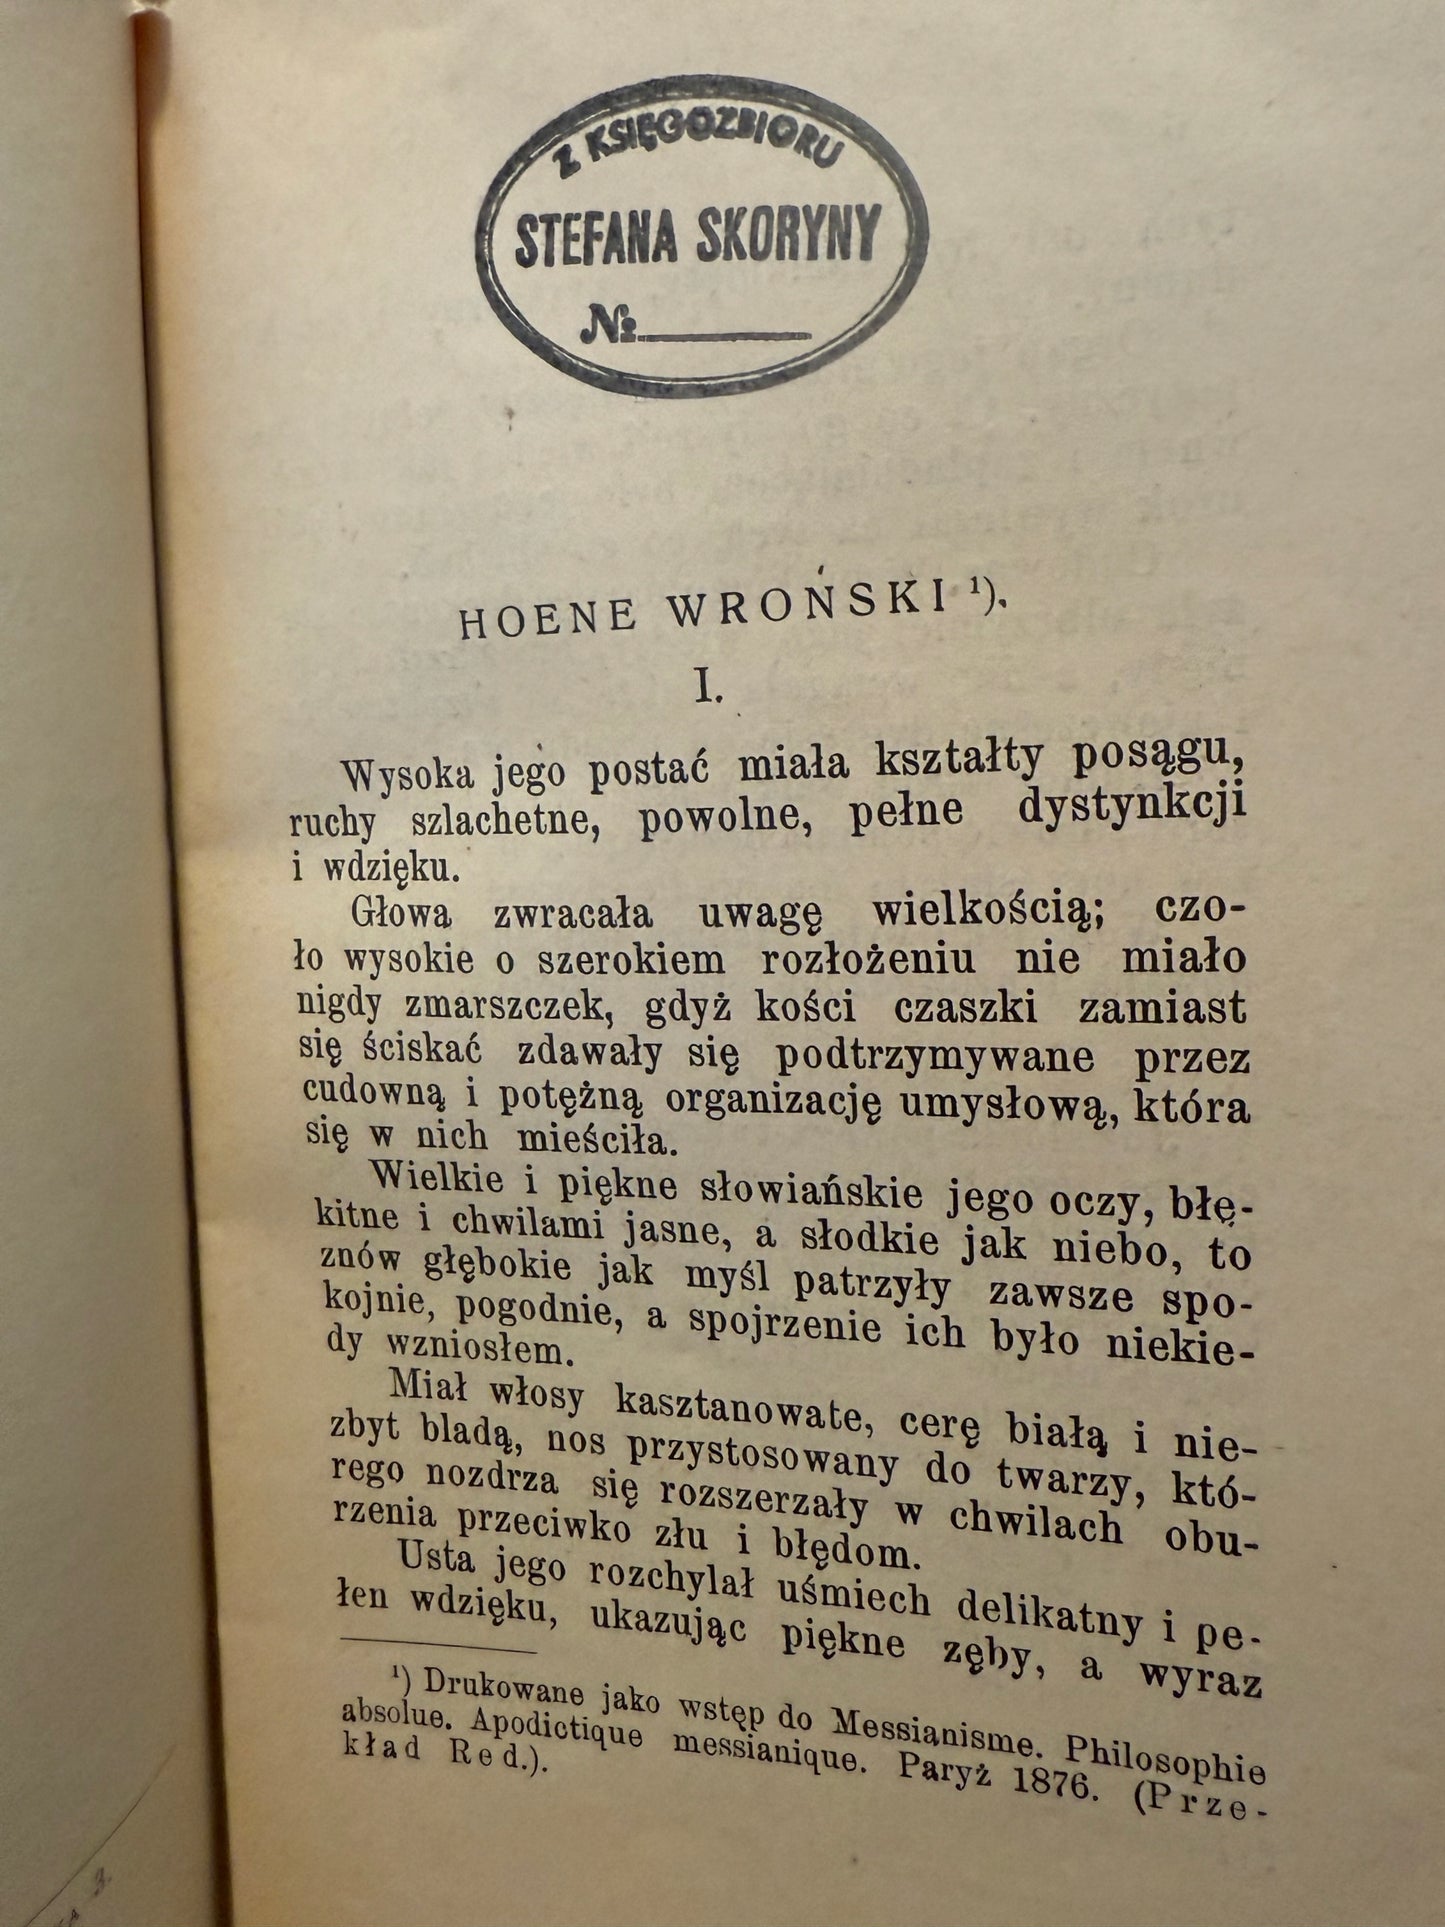 Z KSIĘGOZBIORU
STEFANA SKORYNY
№
HOENE WROŃSKI ¹).
I.
Wysoka jego postać miała kształty posągu,
ruchy szlachetne, powolne, pełne dystynkcji
i wdzięku.
Głowa zwracała uwagę wielkością; czo-
ło wysokie o szerokiem rozłożeniu nie miało
nigdy zmarszczek, gdyż kości czaszki zamiast
się ściskać zdawały się podtrzymywane przez
cudowną i potężną organizację umysłową, która
się w nich mieściła.
Wielkie i piękne słowiańskie jego oczy, błę-
kitne i chwilami jasne, a słodkie jak niebo, to
znów głębokie jak myśl patrzyły zawsze spo-
kojnie, pogodnie, a spojrzenie ich było niekie-
dy wzniosłem.
Miał włosy kasztanowate, cerę białą i nie-
zbyt bladą, nos przystosowany do twarzy, któ-
rego nozdrza się rozszerzały w chwilach obu-
rzenia przeciwko złu i błędom.
Usta jego rozchylał uśmiech delikatny i pe-
łen wdzięku, ukazując piękne zęby, a wyraz
¹) Drukowane jako wstęp do Messianisme. Philosophie
absolue. Apodictique messianique. Paryż 1876. (Prze-
kład Red.).
3.